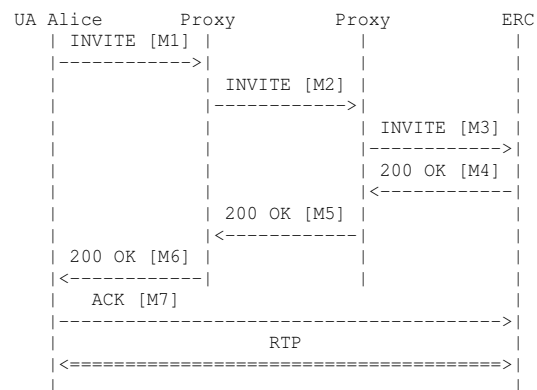 UA Alice Proxy Proxy ERC
INVITE [M1]
INVITE [M2]
INVITE [M3]
200 OK [M4]
200 OK [M5]
200 OK [M6]
ACK [M7]
RTP